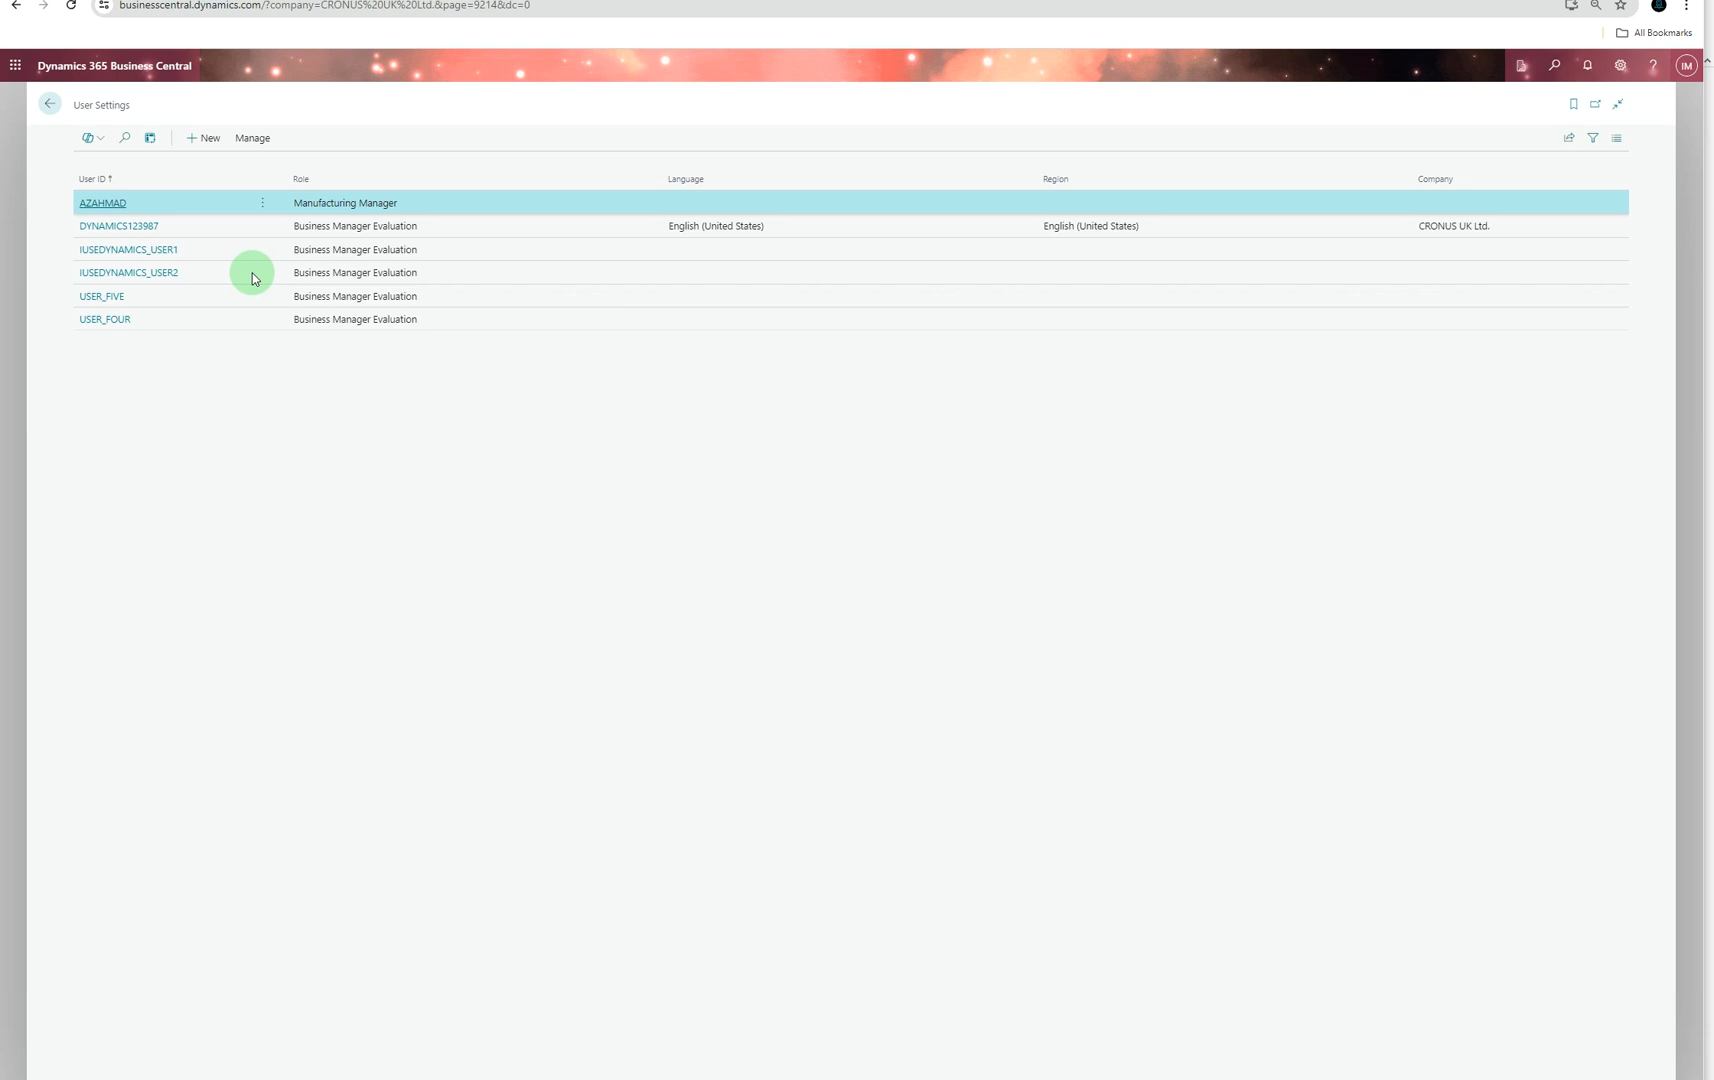 businesscentral.dynamics.com/?company=CRONUS%20UK%20Ltd.&page=9214&dc=0
All Bookmarks
Dynamics 365 Business Central
IM
User Settings
New Manage
User ID ↑ Role Language Region Company
AZAHMAD Manufacturing Manager
DYNAMICS123987 Business Manager Evaluation English (United States) English (United States) CRONUS UK Ltd.
IUSEDYNAMICS_USER1 Business Manager Evaluation
IUSEDYNAMICS_USER2 Business Manager Evaluation
USER_FIVE Business Manager Evaluation
USER_FOUR Business Manager Evaluation